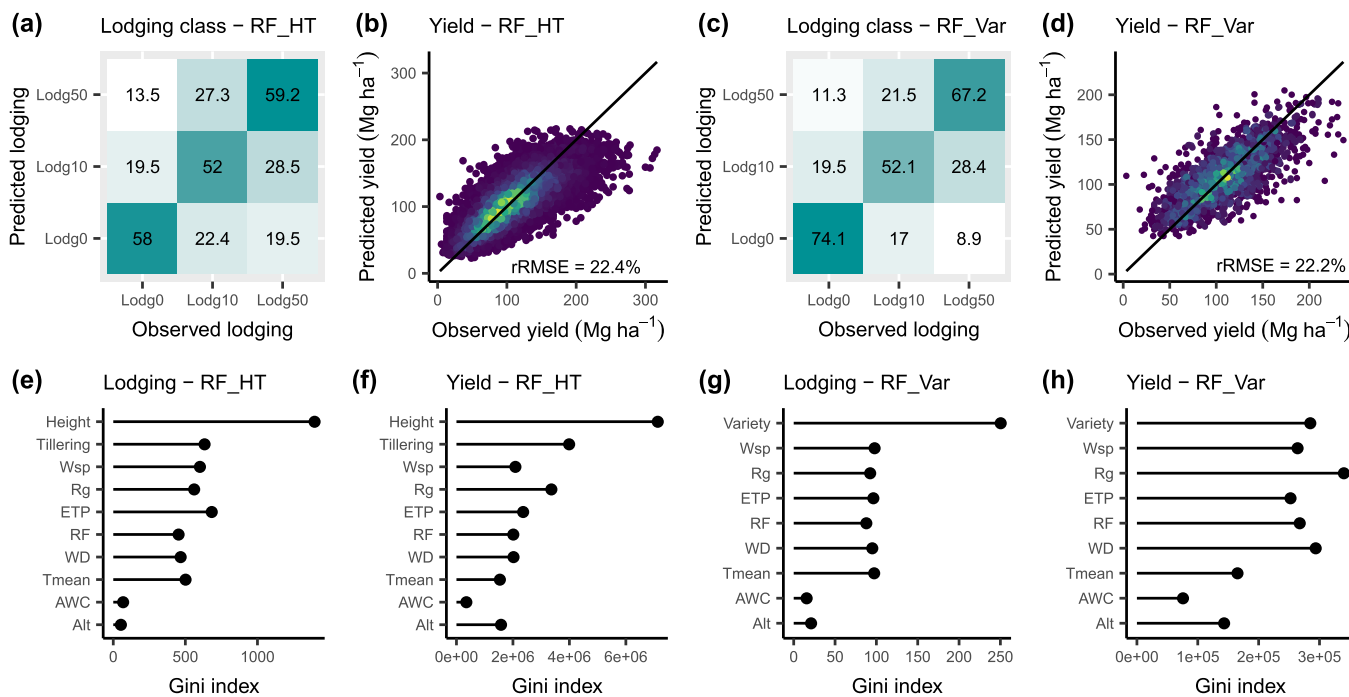 (a) Lodging class − RF_HT
Predicted lodging
Lodg50 13.5 27.3 59.2
Lodg10 19.5 52 28.5
Lodg0 58 22.4 19.5
Lodg0 Lodg10 Lodg50
Observed lodging
(b) Yield − RF_HT
Predicted yield (Mg ha⁻¹)
300
200
100
0
rRMSE = 22.4%
0 100 200 300
Observed yield (Mg ha⁻¹)
(c) Lodging class − RF_Var
Predicted lodging
Lodg50 11.3 21.5 67.2
Lodg10 19.5 52.1 28.4
Lodg0 74.1 17 8.9
Lodg0 Lodg10 Lodg50
Observed lodging
(d) Yield − RF_Var
Predicted yield (Mg ha⁻¹)
200
150
100
50
0
rRMSE = 22.2%
0 50 100 150 200
Observed yield (Mg ha⁻¹)
(e) Lodging − RF_HT
Height
Tillering
Wsp
Rg
ETP
RF
WD
Tmean
AWC
Alt
0 500 1000
Gini index
(f) Yield − RF_HT
Height
Tillering
Wsp
Rg
ETP
RF
WD
Tmean
AWC
Alt
0e+00 2e+06 4e+06 6e+06
Gini index
(g) Lodging − RF_Var
Variety
Wsp
Rg
ETP
RF
WD
Tmean
AWC
Alt
0 50 100 150 200 250
Gini index
(h) Yield − RF_Var
Variety
Wsp
Rg
ETP
RF
WD
Tmean
AWC
Alt
0e+00 1e+05 2e+05 3e+05
Gini index